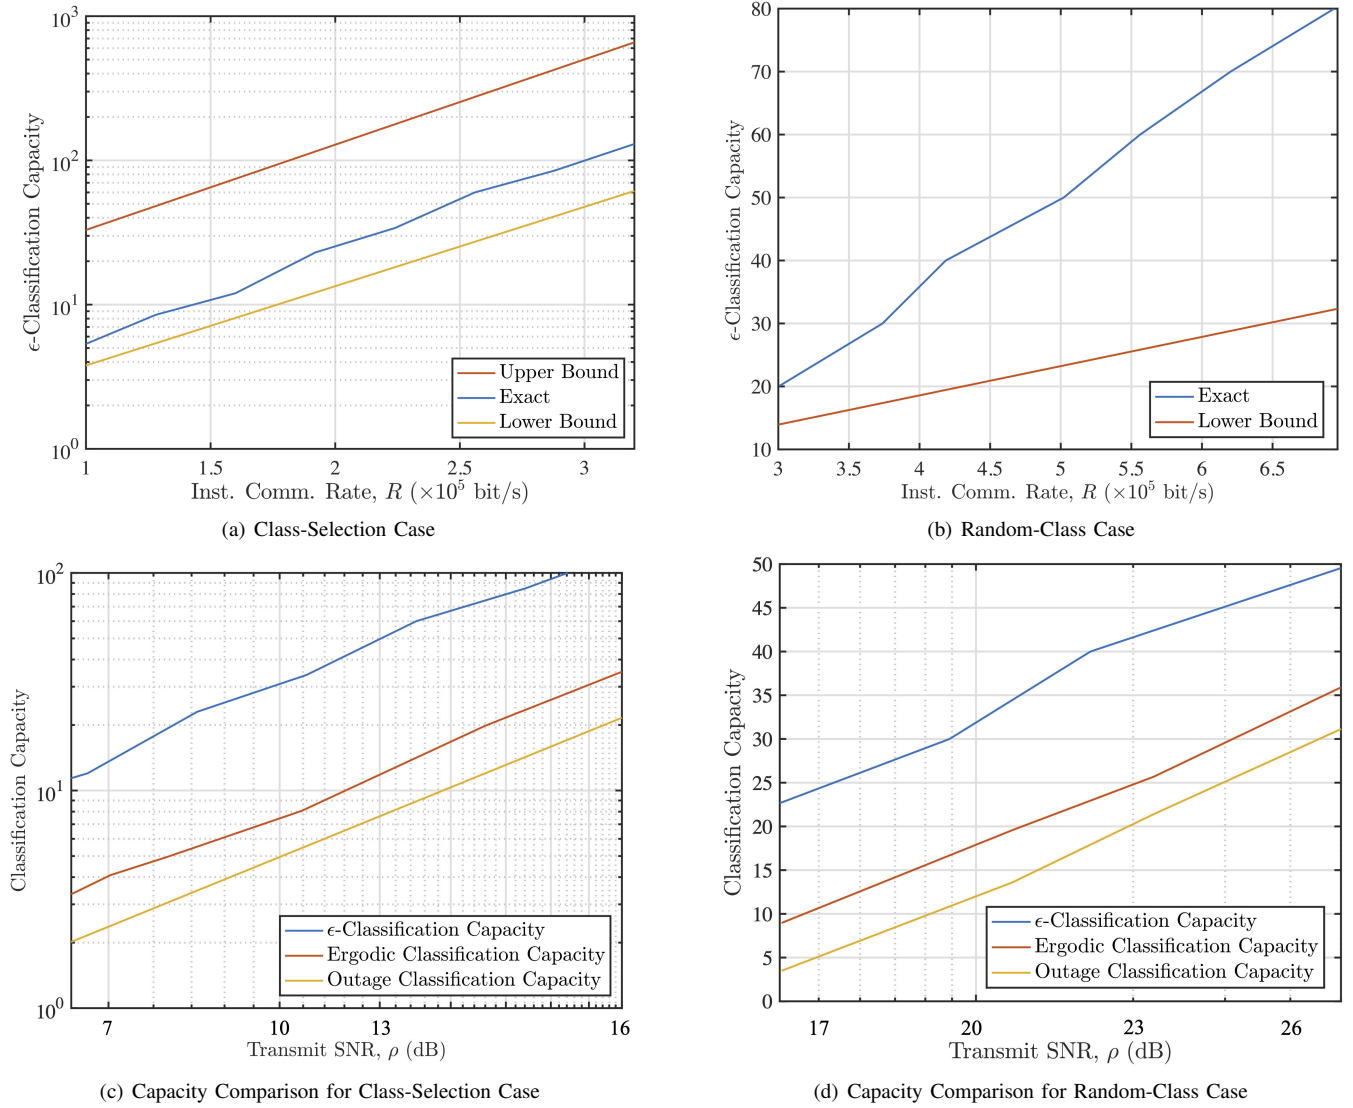 10^3
10^2
10^1
10^0
ϵ-Classification Capacity
Upper Bound
Exact
Lower Bound
1 1.5 2 2.5 3
Inst. Comm. Rate, R (×10^5 bit/s)
(a) Class-Selection Case
80
70
60
50
40
30
20
10
ϵ-Classification Capacity
Exact
Lower Bound
3 3.5 4 4.5 5 5.5 6 6.5
Inst. Comm. Rate, R (×10^5 bit/s)
(b) Random-Class Case
10^2
10^1
10^0
Classification Capacity
ϵ-Classification Capacity
Ergodic Classification Capacity
Outage Classification Capacity
7 10 13 16
Transmit SNR, ρ (dB)
(c) Capacity Comparison for Class-Selection Case
50
45
40
35
30
25
20
15
10
5
0
Classification Capacity
ϵ-Classification Capacity
Ergodic Classification Capacity
Outage Classification Capacity
17 20 23 26
Transmit SNR, ρ (dB)
(d) Capacity Comparison for Random-Class Case